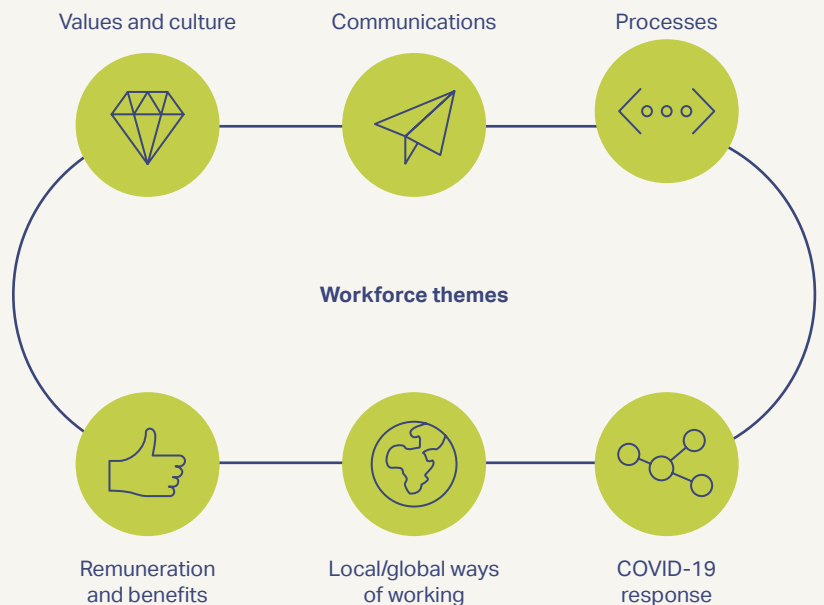 Values and culture
Communications
Processes
Workforce themes
Remuneration
and benefits
Local/global ways
of working
COVID-19
response